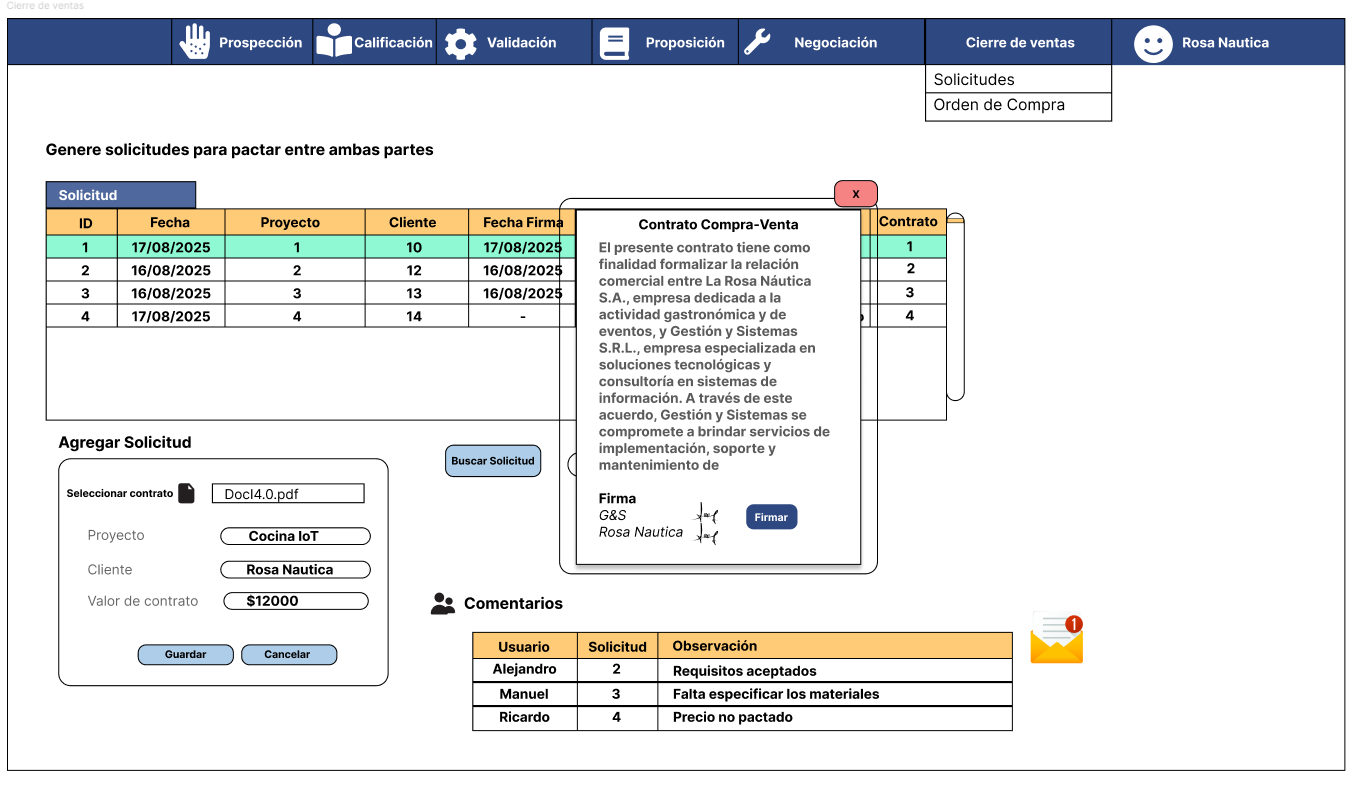 Cierre de ventas
Prospección
Calificación
Validación
Proposición
Negociación
Cierre de ventas
Rosa Nautica
Solicitudes
Orden de Compra
Genere solicitudes para pactar entre ambas partes
Solicitud
ID Fecha Proyecto Cliente Fecha Firma Contrato
1 17/08/2025 1 10 17/08/2025 1
2 16/08/2025 2 12 16/08/2025 2
3 16/08/2025 3 13 16/08/2025 3
4 17/08/2025 4 14 - 4
X
Contrato Compra-Venta
El presente contrato tiene como
finalidad formalizar la relación
comercial entre La Rosa Náutica
S.A., empresa dedicada a la
actividad gastronómica y de
eventos, y Gestión y Sistemas
S.R.L., empresa especializada en
soluciones tecnológicas y
consultoría en sistemas de
información. A través de este
acuerdo, Gestión y Sistemas se
compromete a brindar servicios de
implementación, soporte y
mantenimiento de
Firma
G&S
Rosa Nautica
Firmar
Agregar Solicitud
Buscar Solicitud
Seleccionar contrato DocI4.0.pdf
Proyecto Cocina IoT
Cliente Rosa Nautica
Valor de contrato $12000
Guardar Cancelar
Comentarios
Usuario Solicitud Observación
Alejandro 2 Requisitos aceptados
Manuel 3 Falta especificar los materiales
Ricardo 4 Precio no pactado
1